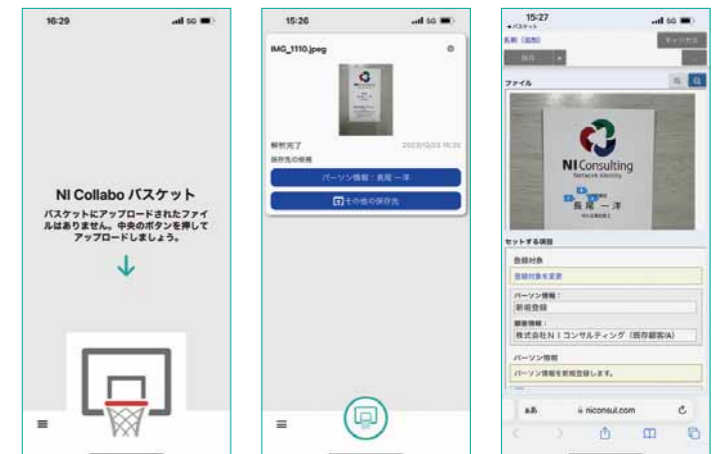 16:29
5G
NI Collabo バスケット
バスケットにアップロードされたファイ
ルはありません。中央のボタンを押して
アップロードしましょう。
15:26
5G
IMG_1110.jpeg
解析完了
2023/10/23 15:25
保存先の候補
パーソン情報：長尾 一洋
その他の保存先
15:27
5G
◀バスケット
名刺（追加）
キャンセル
保存
...
ファイル
NI Consulting
Network Identity
長尾 一洋
セットする項目
登録対象
登録対象を変更
パーソン情報：
新規登録
顧客情報：
株式会社NIコンサルティング（既存顧客/A）
パーソン情報
パーソン情報を新規登録します。
ぁあ
niconsul.com